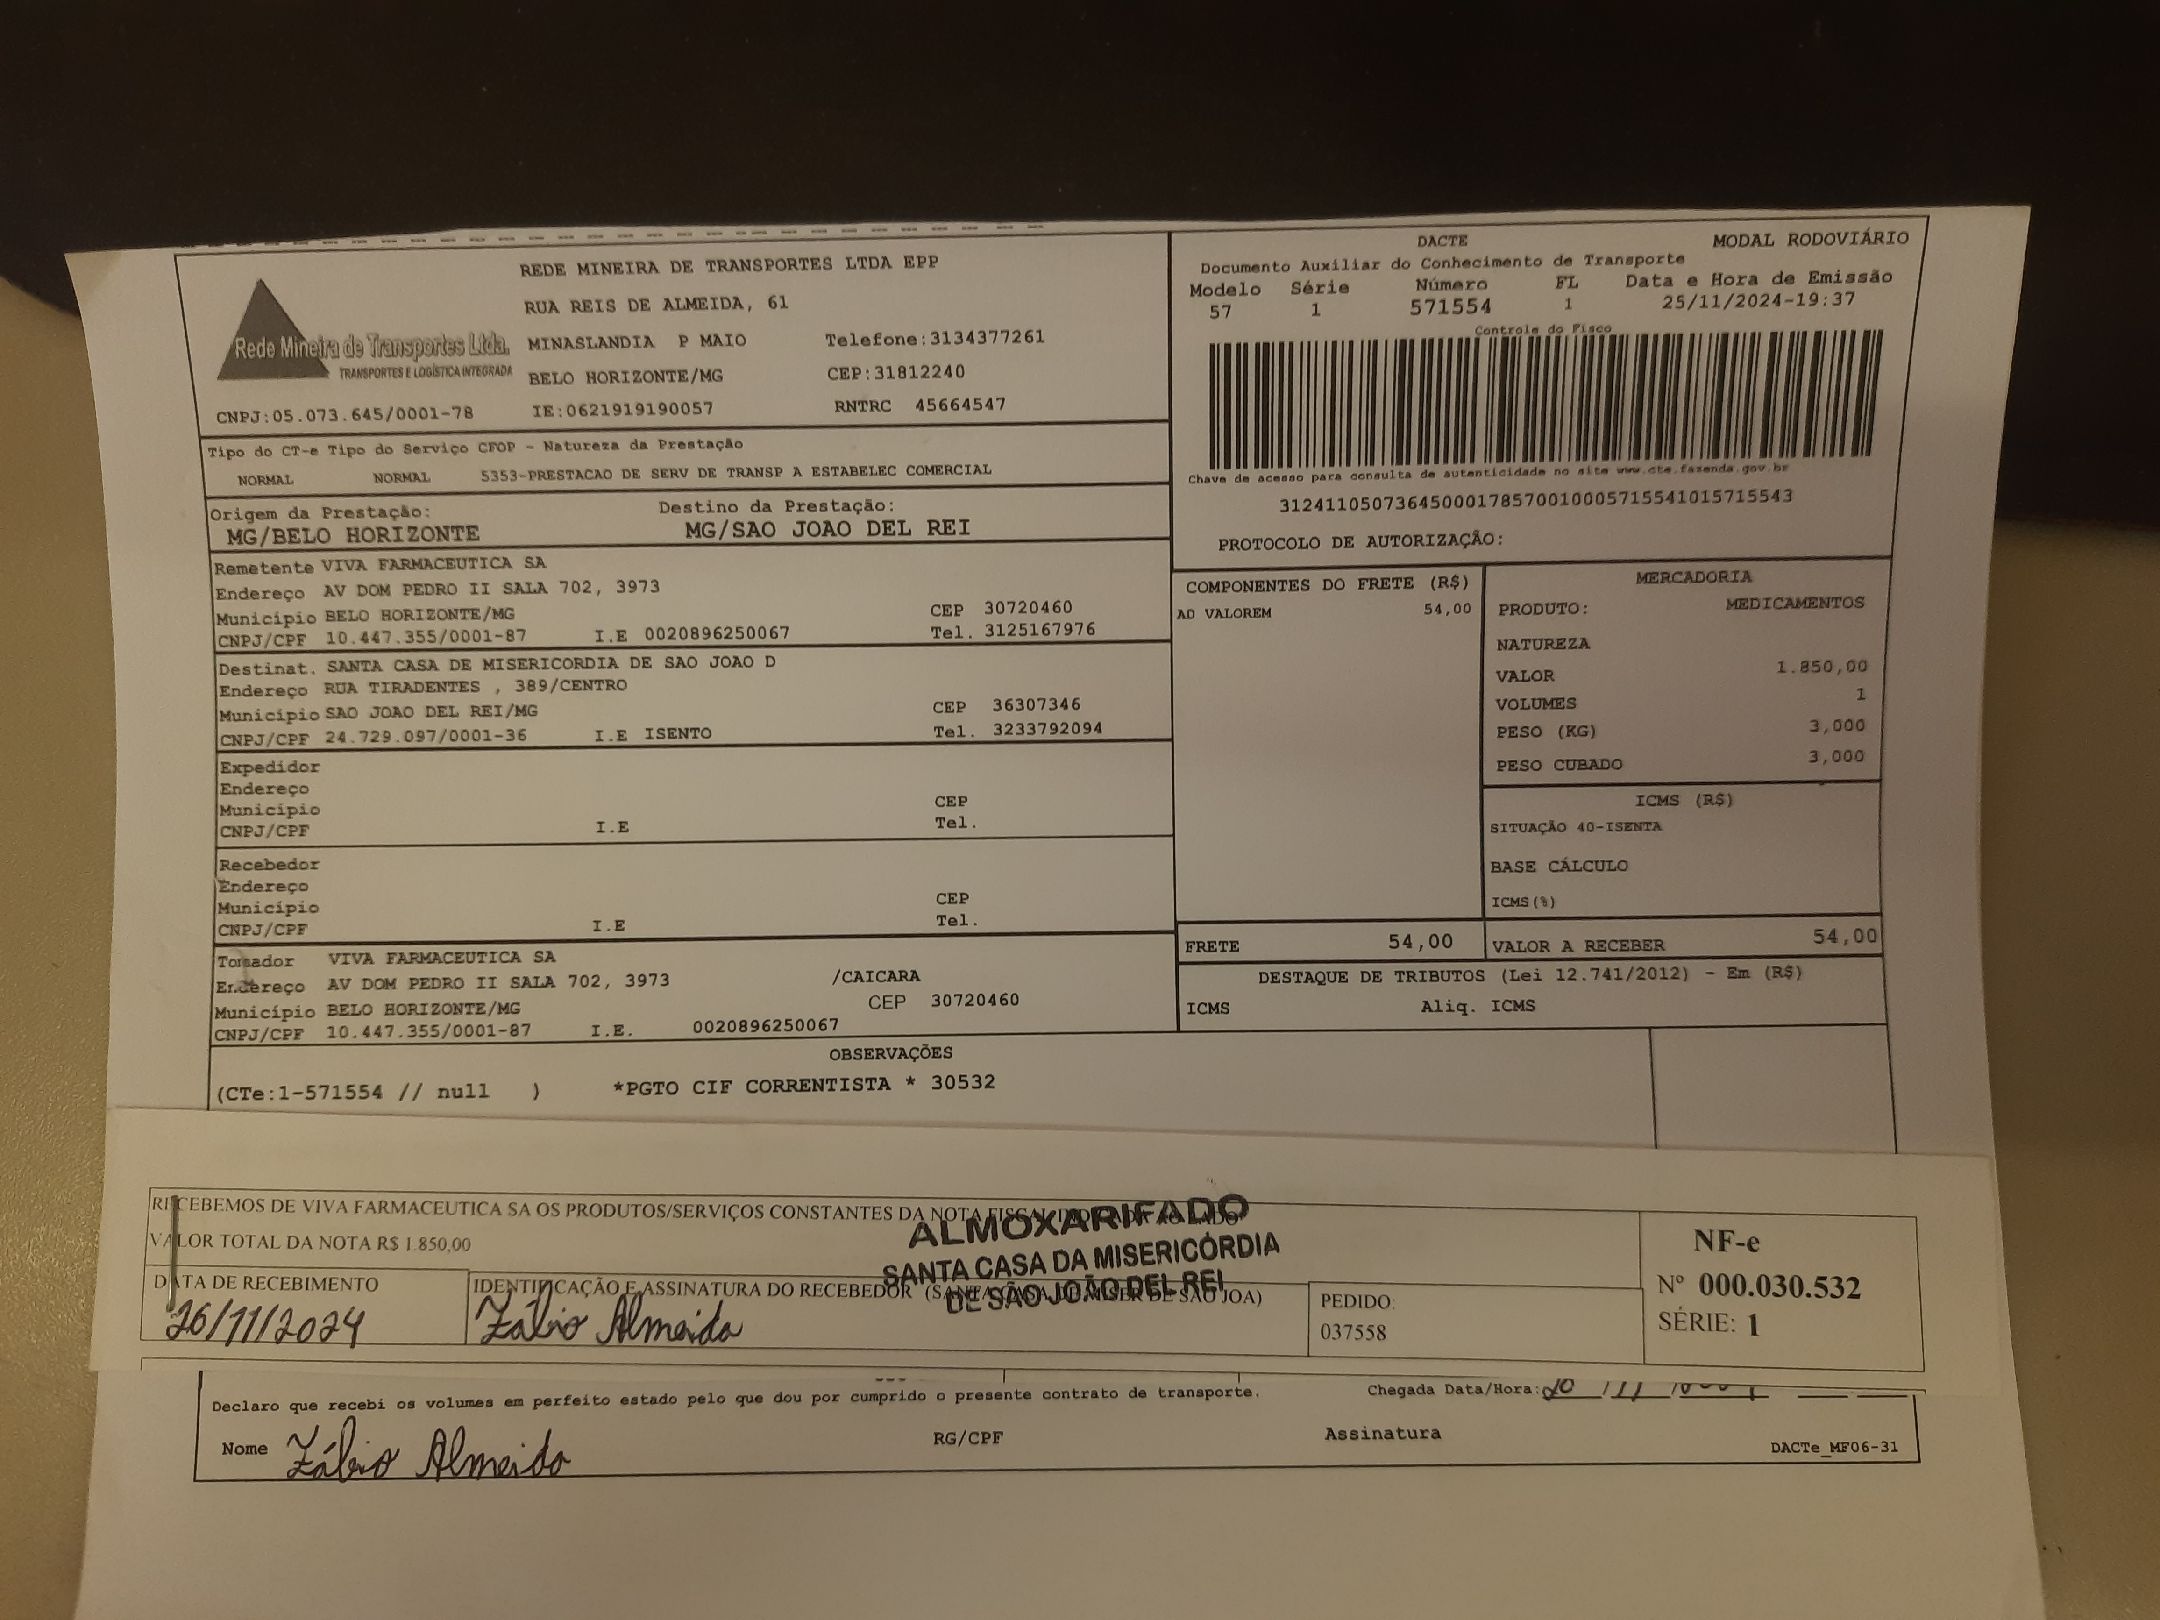 REDE MINEIRA DE TRANSPORTES LTDA EPP
RUA REIS DE ALMEIDA, 61
Rede Mineira de Transportes Ltda.
TRANSPORTES E LOGÍSTICA INTEGRADA
MINASLANDIA P MAIO Telefone:3134377261
BELO HORIZONTE/MG CEP:31812240
CNPJ:05.073.645/0001-78 IE:0621919190057 RNTRC 45664547
DACTE MODAL RODOVIÁRIO
Documento Auxiliar do Conhecimento de Transporte
Modelo Série Número FL Data e Hora de Emissão
57 1 571554 1 25/11/2024-19:37
Controle do Fisco
Chave de acesso para consulta de autenticidade no site www.cte.fazenda.gov.br
31241105073645000178570010005715541015715543
PROTOCOLO DE AUTORIZAÇÃO:
Tipo do CT-e Tipo do Serviço CFOP - Natureza da Prestação
NORMAL NORMAL 5353-PRESTACAO DE SERV DE TRANSP A ESTABELEC COMERCIAL
Origem da Prestação: Destino da Prestação:
MG/BELO HORIZONTE MG/SAO JOAO DEL REI
Remetente VIVA FARMACEUTICA SA
Endereço AV DOM PEDRO II SALA 702, 3973
Município BELO HORIZONTE/MG CEP 30720460
CNPJ/CPF 10.447.355/0001-87 I.E 0020896250067 Tel. 3125167976
Destinat. SANTA CASA DE MISERICORDIA DE SAO JOAO D
Endereço RUA TIRADENTES , 389/CENTRO
Município SAO JOAO DEL REI/MG CEP 36307346
CNPJ/CPF 24.729.097/0001-36 I.E ISENTO Tel. 3233792094
Expedidor
Endereço
Município CEP
CNPJ/CPF I.E Tel.
Recebedor
Endereço
Município CEP
CNPJ/CPF I.E Tel.
Tomador VIVA FARMACEUTICA SA
Endereço AV DOM PEDRO II SALA 702, 3973 /CAICARA
Município BELO HORIZONTE/MG CEP 30720460
CNPJ/CPF 10.447.355/0001-87 I.E. 0020896250067
COMPONENTES DO FRETE (R$)
AD VALOREM 54,00
MERCADORIA
PRODUTO: MEDICAMENTOS
NATUREZA
VALOR 1.850,00
VOLUMES 1
PESO (KG) 3,000
PESO CUBADO 3,000
ICMS (R$)
SITUAÇÃO 40-ISENTA
BASE CÁLCULO
ICMS(%)
FRETE 54,00 VALOR A RECEBER 54,00
DESTAQUE DE TRIBUTOS (Lei 12.741/2012) - Em (R$)
ICMS Aliq. ICMS
OBSERVAÇÕES
(CTe:1-571554 // null ) *PGTO CIF CORRENTISTA * 30532
RECEBEMOS DE VIVA FARMACEUTICA SA OS PRODUTOS/SERVIÇOS CONSTANTES DA NOTA FISCAL
VALOR TOTAL DA NOTA R$ 1.850,00
ALMOXARIFADO
SANTA CASA DA MISERICÓRDIA
DE SÃO JOÃO DEL REI
DATA DE RECEBIMENTO IDENTIFICAÇÃO E ASSINATURA DO RECEBEDOR
26/11/2024 Fábio Almeida
PEDIDO:
037558
NF-e
Nº 000.030.532
SÉRIE: 1
Declaro que recebi os volumes em perfeito estado pelo que dou por cumprido o presente contrato de transporte. Chegada Data/Hora:
Nome Fábio Almeida RG/CPF Assinatura
DACTe_MF06-31